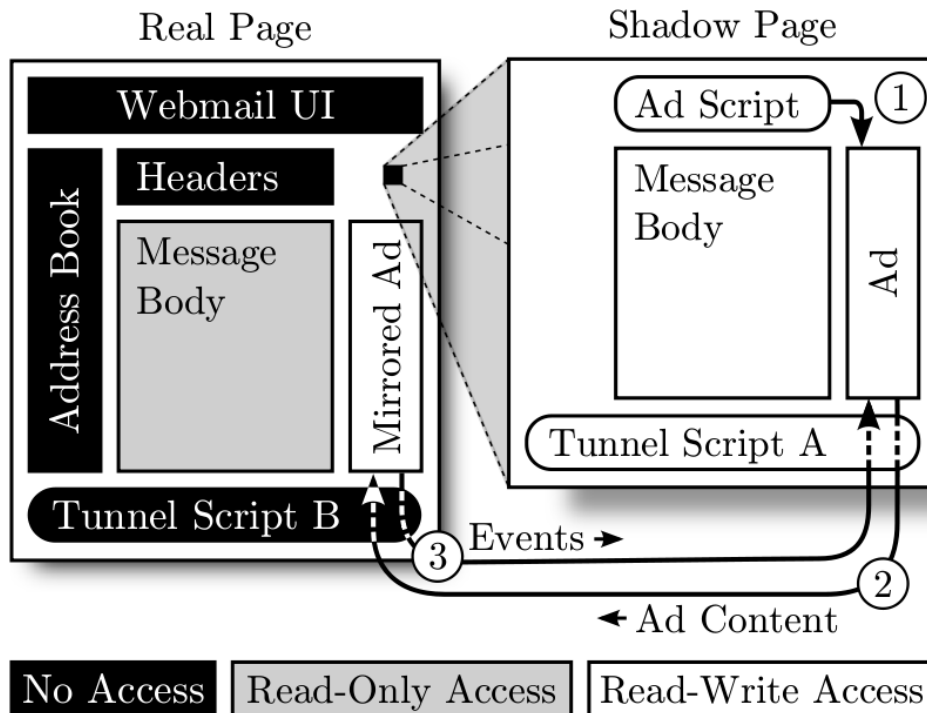 Real Page
Shadow Page
Webmail UI
Address Book
Headers
Message
Body
Mirrored Ad
Tunnel Script B
Ad Script
1
Message
Body
Ad
Tunnel Script A
3
Events
2
Ad Content
No Access
Read-Only Access
Read-Write Access